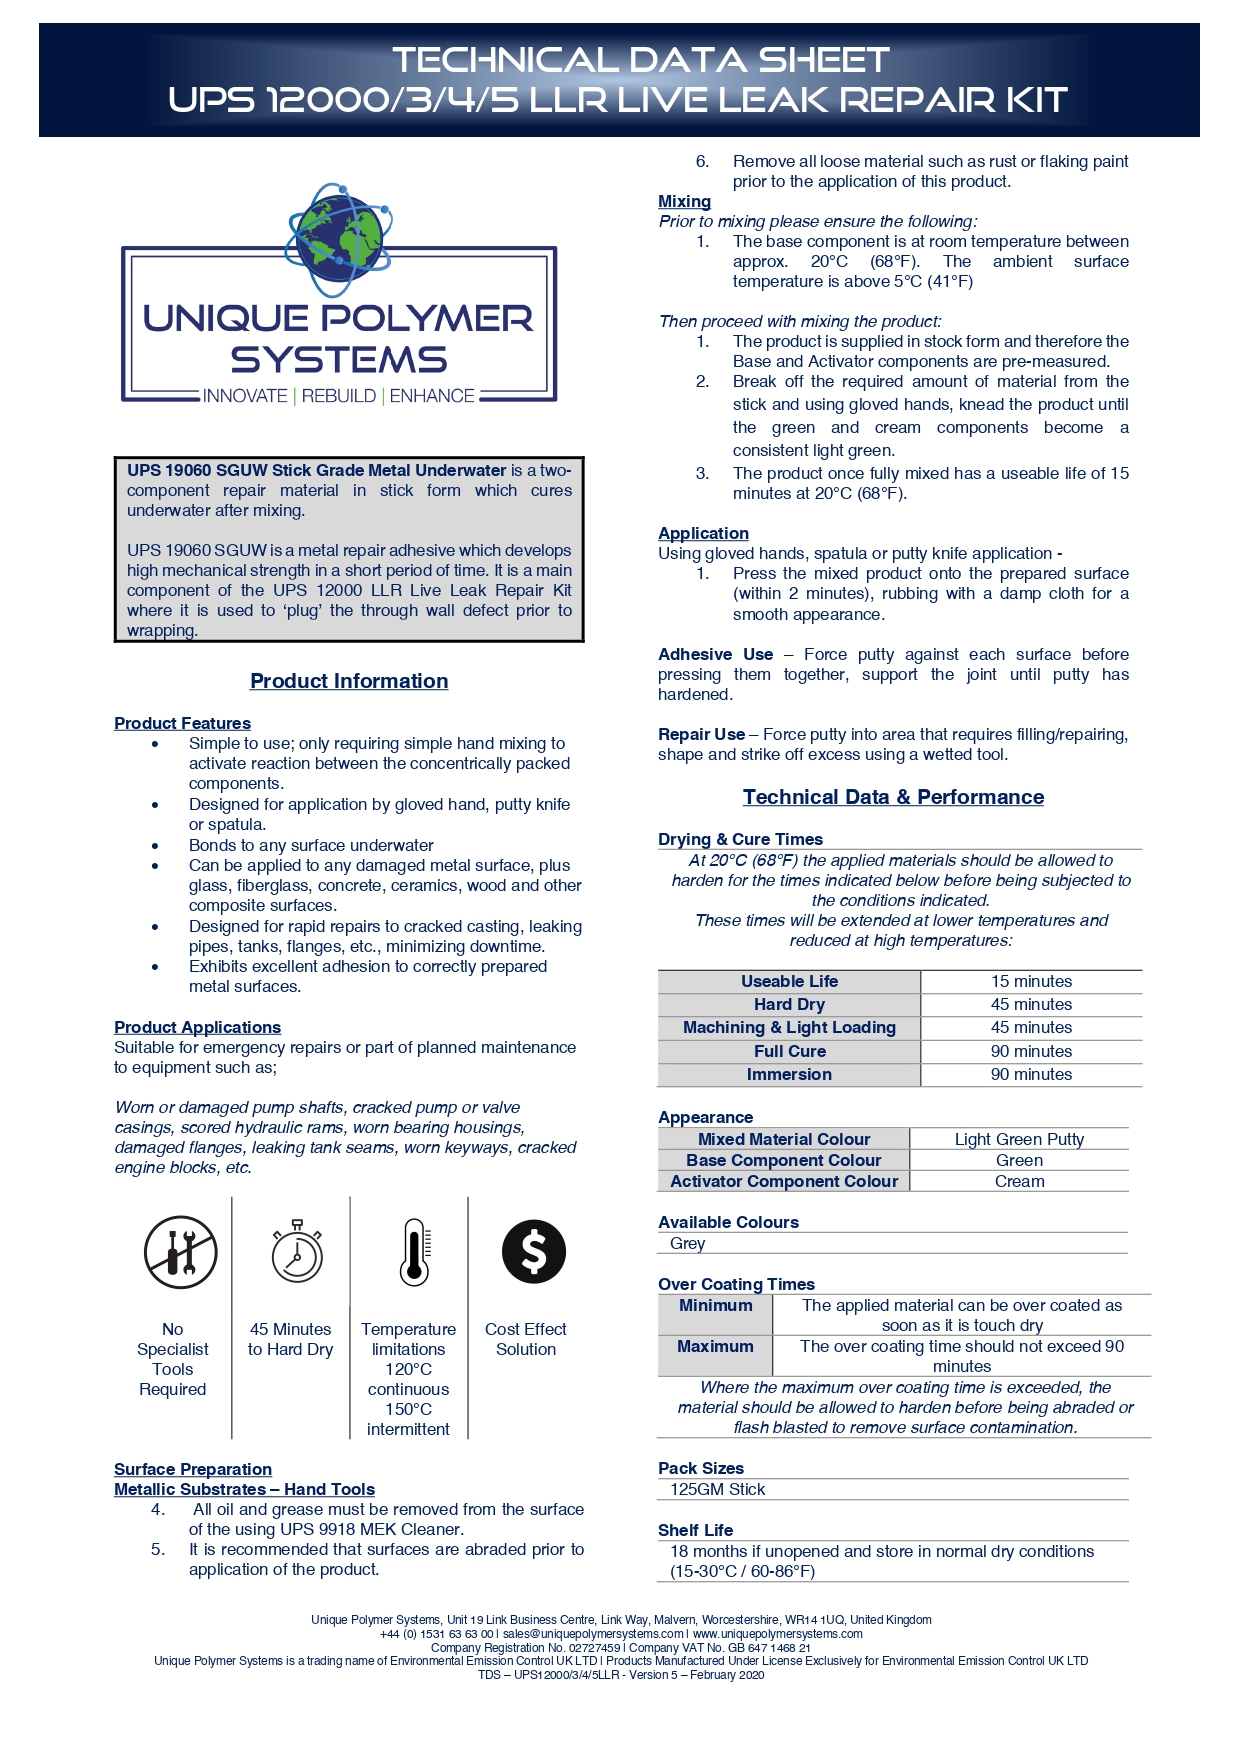 TECHNICAL DATA SHEET
UPS 12000/3/4/5 LLR LIVE LEAK REPAIR KIT
UNIQUE POLYMER
SYSTEMS
INNOVATE | REBUILD | ENHANCE
UPS 19060 SGUW Stick Grade Metal Underwater is a two-
component repair material in stick form which cures
underwater after mixing.
UPS 19060 SGUW is a metal repair adhesive which develops
high mechanical strength in a short period of time. It is a main
component of the UPS 12000 LLR Live Leak Repair Kit
where it is used to ‘plug’ the through wall defect prior to
wrapping.
Product Information
Product Features
• Simple to use; only requiring simple hand mixing to
activate reaction between the concentrically packed
components.
• Designed for application by gloved hand, putty knife
or spatula.
• Bonds to any surface underwater
• Can be applied to any damaged metal surface, plus
glass, fiberglass, concrete, ceramics, wood and other
composite surfaces.
• Designed for rapid repairs to cracked casting, leaking
pipes, tanks, flanges, etc., minimizing downtime.
• Exhibits excellent adhesion to correctly prepared
metal surfaces.
Product Applications
Suitable for emergency repairs or part of planned maintenance
to equipment such as;
Worn or damaged pump shafts, cracked pump or valve
casings, scored hydraulic rams, worn bearing housings,
damaged flanges, leaking tank seams, worn keyways, cracked
engine blocks, etc.
$
No
Specialist
Tools
Required
45 Minutes
to Hard Dry
Temperature
limitations
120°C
continuous
150°C
intermittent
Cost Effect
Solution
Surface Preparation
Metallic Substrates – Hand Tools
4. All oil and grease must be removed from the surface
of the using UPS 9918 MEK Cleaner.
5. It is recommended that surfaces are abraded prior to
application of the product.
6. Remove all loose material such as rust or flaking paint
prior to the application of this product.
Mixing
Prior to mixing please ensure the following:
1. The base component is at room temperature between
approx. 20°C (68°F). The ambient surface
temperature is above 5°C (41°F)
Then proceed with mixing the product:
1. The product is supplied in stock form and therefore the
Base and Activator components are pre-measured.
2. Break off the required amount of material from the
stick and using gloved hands, knead the product until
the green and cream components become a
consistent light green.
3. The product once fully mixed has a useable life of 15
minutes at 20°C (68°F).
Application
Using gloved hands, spatula or putty knife application -
1. Press the mixed product onto the prepared surface
(within 2 minutes), rubbing with a damp cloth for a
smooth appearance.
Adhesive Use – Force putty against each surface before
pressing them together, support the joint until putty has
hardened.
Repair Use – Force putty into area that requires filling/repairing,
shape and strike off excess using a wetted tool.
Technical Data & Performance
Drying & Cure Times
At 20°C (68°F) the applied materials should be allowed to
harden for the times indicated below before being subjected to
the conditions indicated.
These times will be extended at lower temperatures and
reduced at high temperatures:
Useable Life 15 minutes
Hard Dry 45 minutes
Machining & Light Loading 45 minutes
Full Cure 90 minutes
Immersion 90 minutes
Appearance
Mixed Material Colour Light Green Putty
Base Component Colour Green
Activator Component Colour Cream
Available Colours
Grey
Over Coating Times
Minimum The applied material can be over coated as
soon as it is touch dry
Maximum The over coating time should not exceed 90
minutes
Where the maximum over coating time is exceeded, the
material should be allowed to harden before being abraded or
flash blasted to remove surface contamination.
Pack Sizes
125GM Stick
Shelf Life
18 months if unopened and store in normal dry conditions
(15-30°C / 60-86°F)
Unique Polymer Systems, Unit 19 Link Business Centre, Link Way, Malvern, Worcestershire, WR14 1UQ, United Kingdom
+44 (0) 1531 63 63 00 | sales@uniquepolymersystems.com | www.uniquepolymersystems.com
Company Registration No. 02727459 | Company VAT No. GB 647 1468 21
Unique Polymer Systems is a trading name of Environmental Emission Control UK LTD | Products Manufactured Under License Exclusively for Environmental Emission Control UK LTD
TDS – UPS12000/3/4/5LLR - Version 5 – February 2020